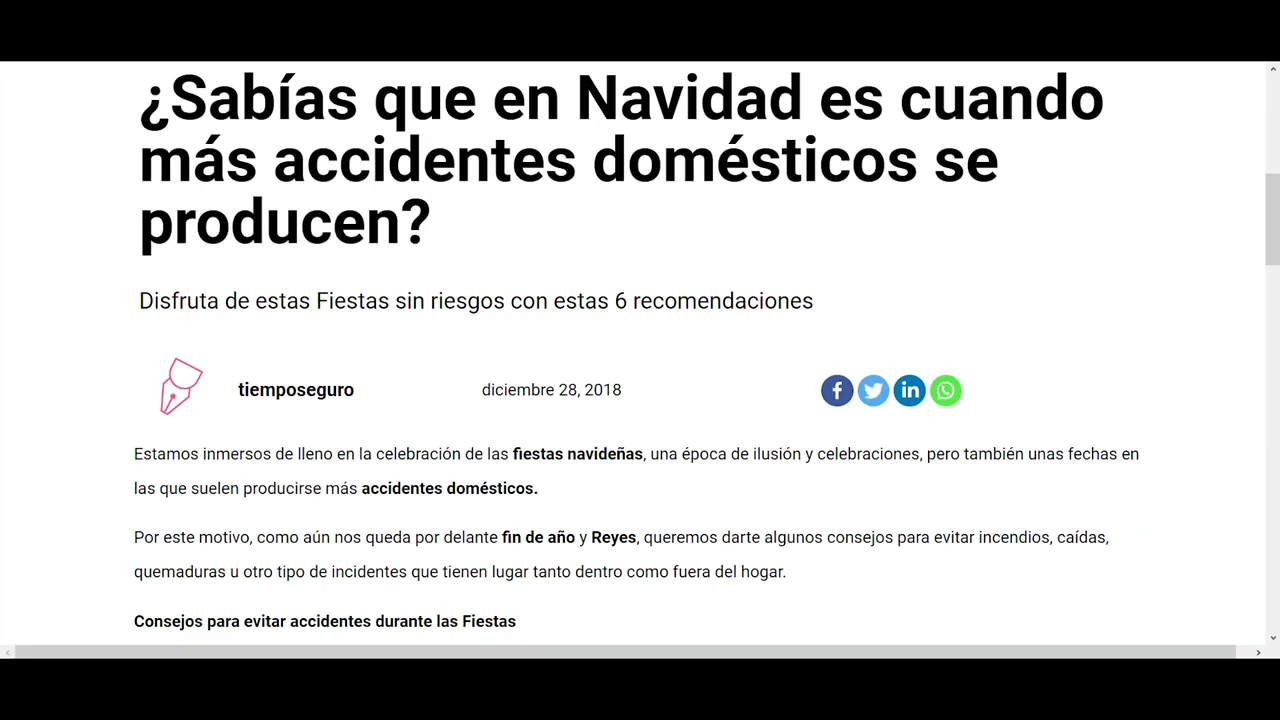 ¿Sabías que en Navidad es cuando
más accidentes domésticos se
producen?
Disfruta de estas Fiestas sin riesgos con estas 6 recomendaciones
tiemposeguro
diciembre 28, 2018
Estamos inmersos de lleno en la celebración de las fiestas navideñas, una época de ilusión y celebraciones, pero también unas fechas en
las que suelen producirse más accidentes domésticos.
Por este motivo, como aún nos queda por delante fin de año y Reyes, queremos darte algunos consejos para evitar incendios, caídas,
quemaduras u otro tipo de incidentes que tienen lugar tanto dentro como fuera del hogar.
Consejos para evitar accidentes durante las Fiestas